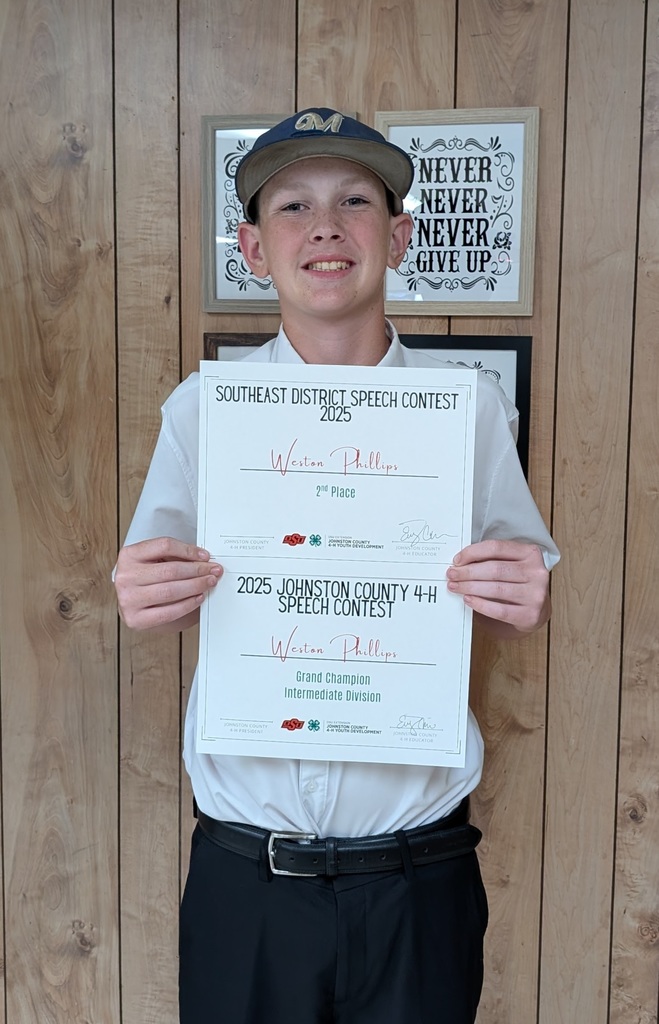 M
NEVER
NEVER
NEVER
GIVE UP
SOUTHEAST DISTRICT SPEECH CONTEST
2025
Weston Phillips
2nd Place
JOHNSTON COUNTY
4-H PRESIDENT
OSU
JOHNSTON COUNTY
4-H YOUTH DEVELOPMENT
JOHNSTON COUNTY
4-H EDUCATOR
2025 JOHNSTON COUNTY 4-H
SPEECH CONTEST
Weston Phillips
Grand Champion
Intermediate Division
JOHNSTON COUNTY
4-H PRESIDENT
OSU
JOHNSTON COUNTY
4-H YOUTH DEVELOPMENT
JOHNSTON COUNTY
4-H EDUCATOR